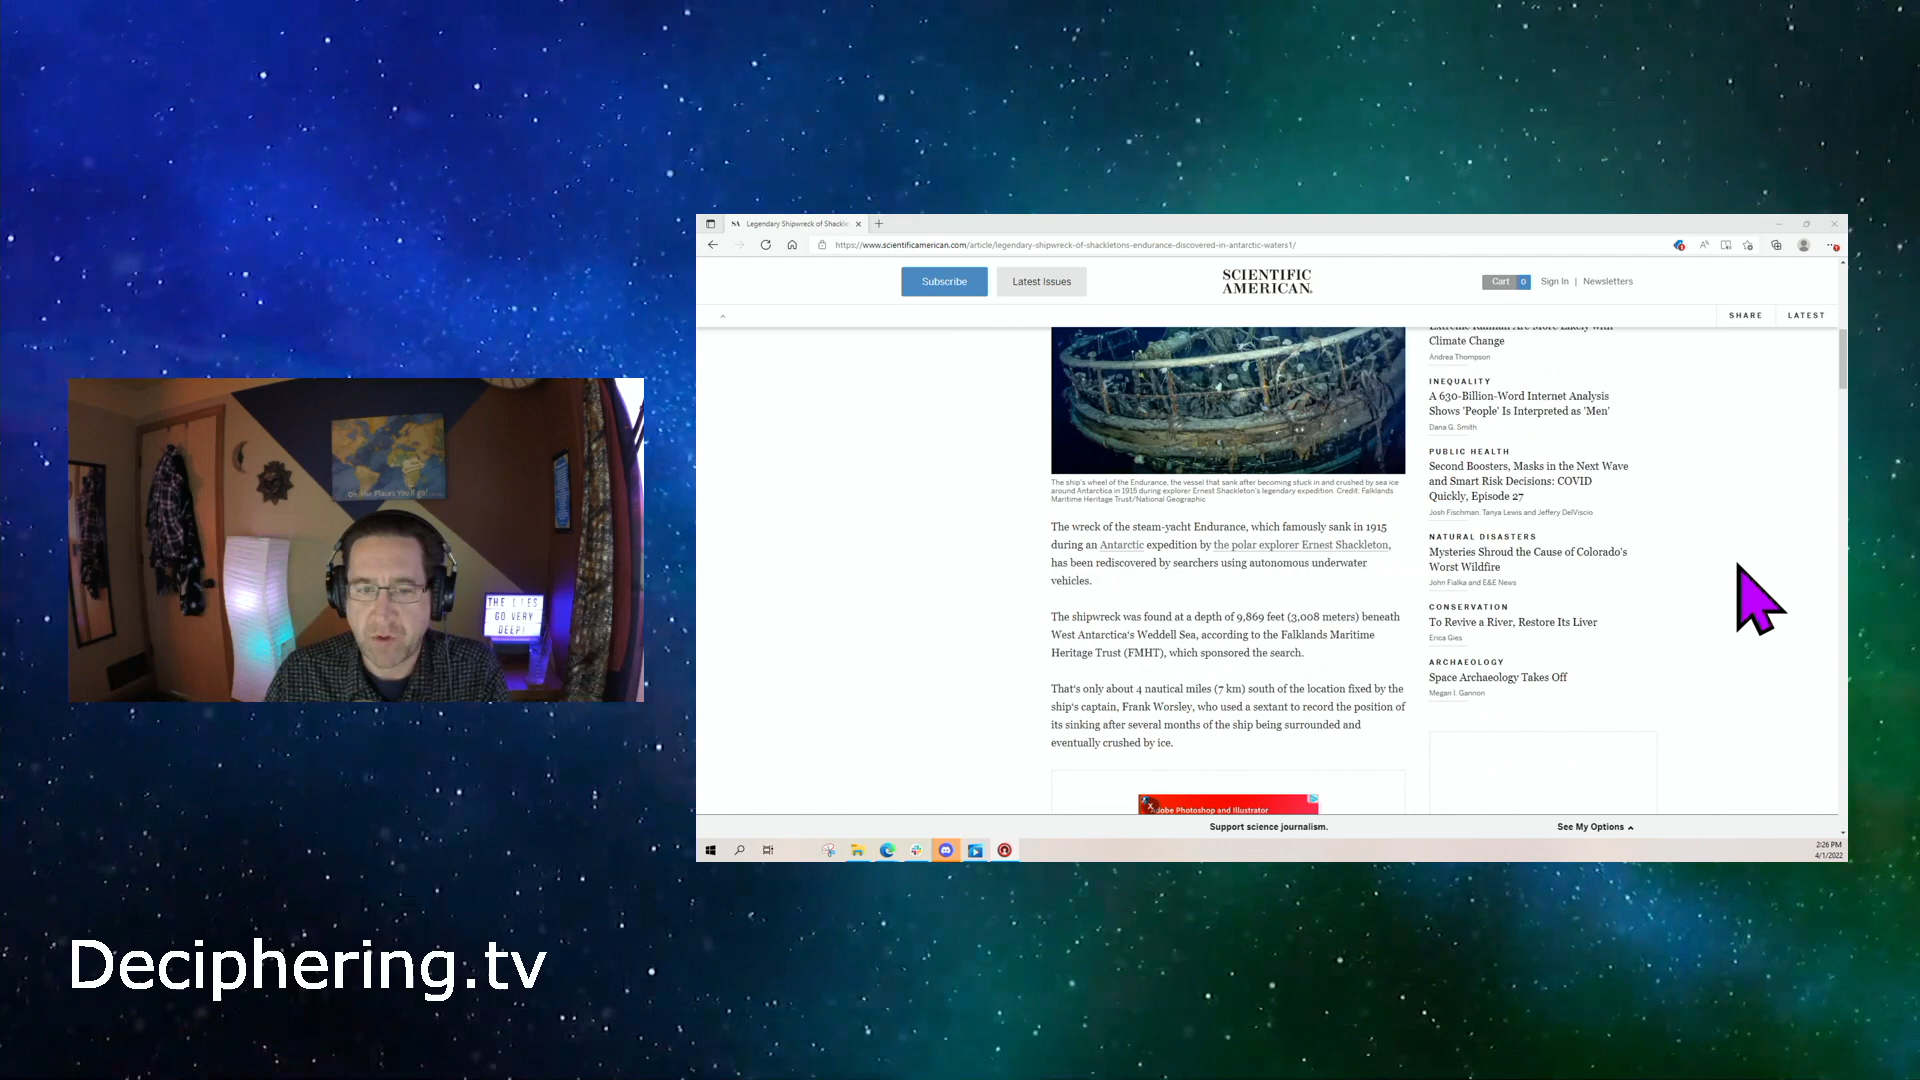 Legendary Shipwreck of Shackle
https://www.scientificamerican.com/article/legendary-shipwreck-of-shackletons-endurance-discovered-in-antarctic-waters1/
Subscribe
Latest Issues
SCIENTIFIC
AMERICAN
Cart 0
Sign In | Newsletters
SHARE
LATEST
The ship's wheel of the Endurance, the vessel that sank after becoming stuck in and crushed by sea ice
around Antarctica in 1915 during explorer Ernest Shackleton's legendary expedition. Credit: Falklands
Maritime Heritage Trust/National Geographic
The wreck of the steam-yacht Endurance, which famously sank in 1915
during an Antarctic expedition by the polar explorer Ernest Shackleton,
has been rediscovered by searchers using autonomous underwater
vehicles.
The shipwreck was found at a depth of 9,869 feet (3,008 meters) beneath
West Antarctica's Weddell Sea, according to the Falklands Maritime
Heritage Trust (FMHT), which sponsored the search.
That's only about 4 nautical miles (7 km) south of the location fixed by the
ship's captain, Frank Worsley, who used a sextant to record the position of
its sinking after several months of the ship being surrounded and
eventually crushed by ice.
Adobe Photoshop and Illustrator
Extreme Rainfall Are More Likely with
Climate Change
Andrea Thompson
INEQUALITY
A 630-Billion-Word Internet Analysis
Shows 'People' Is Interpreted as 'Men'
Dana G. Smith
PUBLIC HEALTH
Second Boosters, Masks in the Next Wave
and Smart Risk Decisions: COVID
Quickly, Episode 27
Josh Fischman, Tanya Lewis and Jeffery DelViscio
NATURAL DISASTERS
Mysteries Shroud the Cause of Colorado's
Worst Wildfire
John Fialka and E&E News
CONSERVATION
To Revive a River, Restore Its Liver
Erica Gies
ARCHAEOLOGY
Space Archaeology Takes Off
Megan I. Gannon
Support science journalism.
See My Options
2:26 PM
4/1/2022
Oh, the Places You'll go!
THE LIES
GO VERY
DEEP!
Deciphering.tv